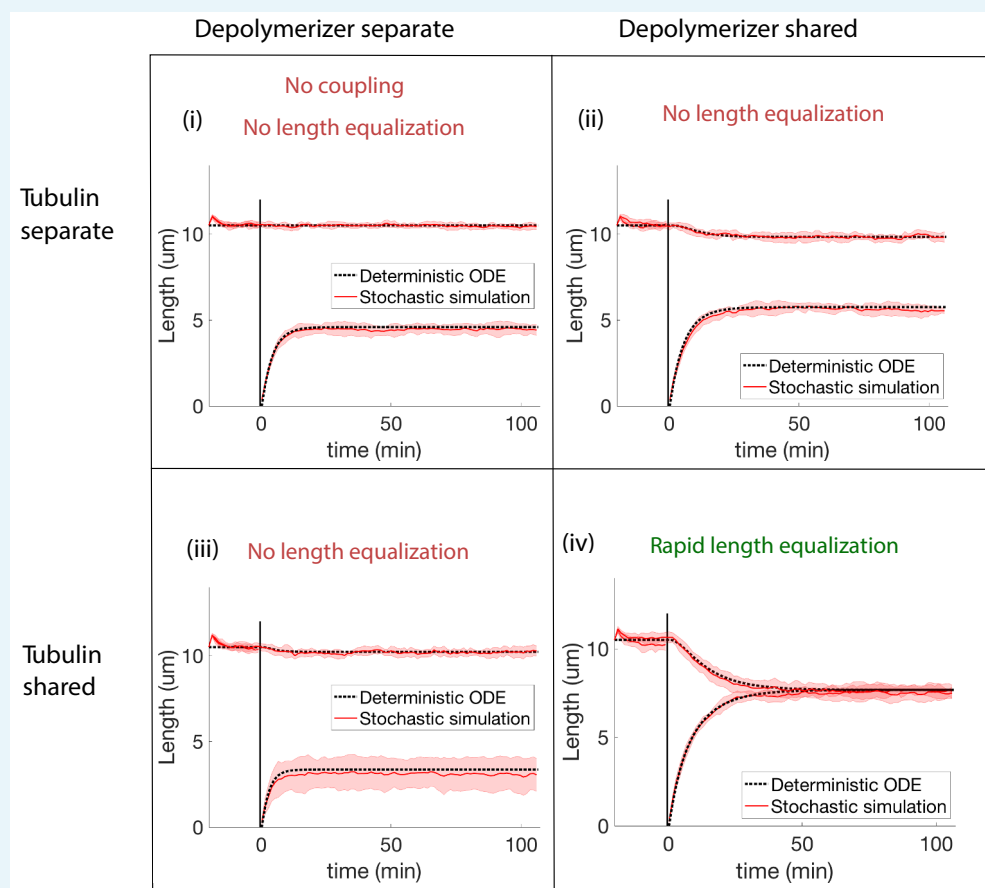 Depolymerizer separate
Depolymerizer shared
Tubulin
separate
(i)
No coupling
No length equalization
Length (um)
10
5
0
Deterministic ODE
Stochastic simulation
0
50
100
time (min)
(ii)
No length equalization
Length (um)
10
5
0
Deterministic ODE
Stochastic simulation
0
50
100
time (min)
Tubulin
shared
(iii)
No length equalization
Length (um)
10
5
0
Deterministic ODE
Stochastic simulation
0
50
100
time (min)
(iv)
Rapid length equalization
Length (um)
10
5
0
Deterministic ODE
Stochastic simulation
0
50
100
time (min)